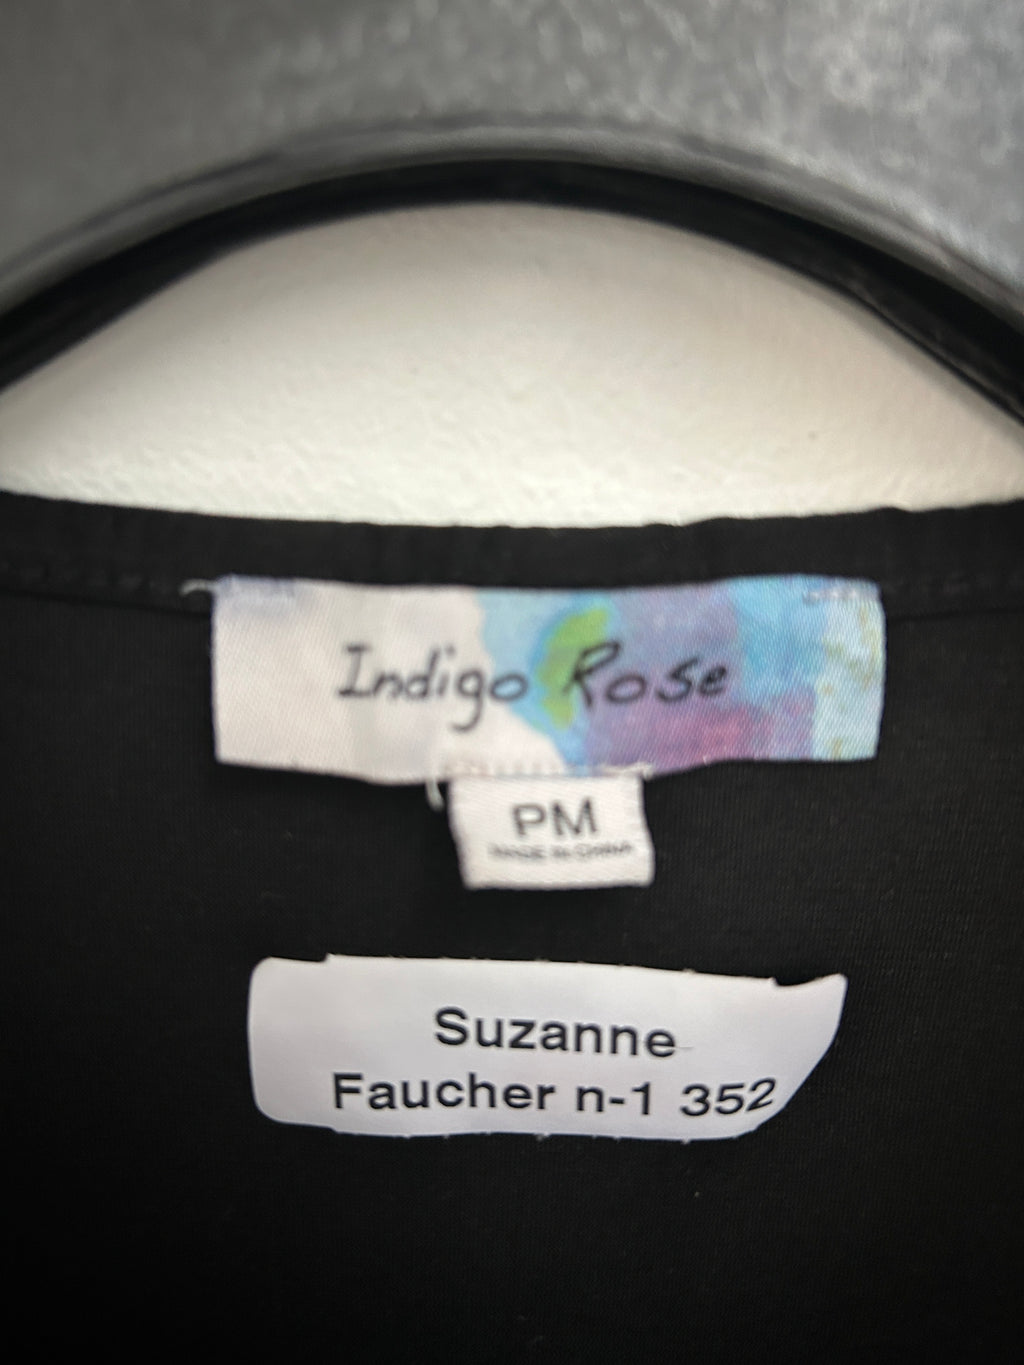 Indigo Rose
PM
MADE IN CHINA
Suzanne
Faucher n-1 352